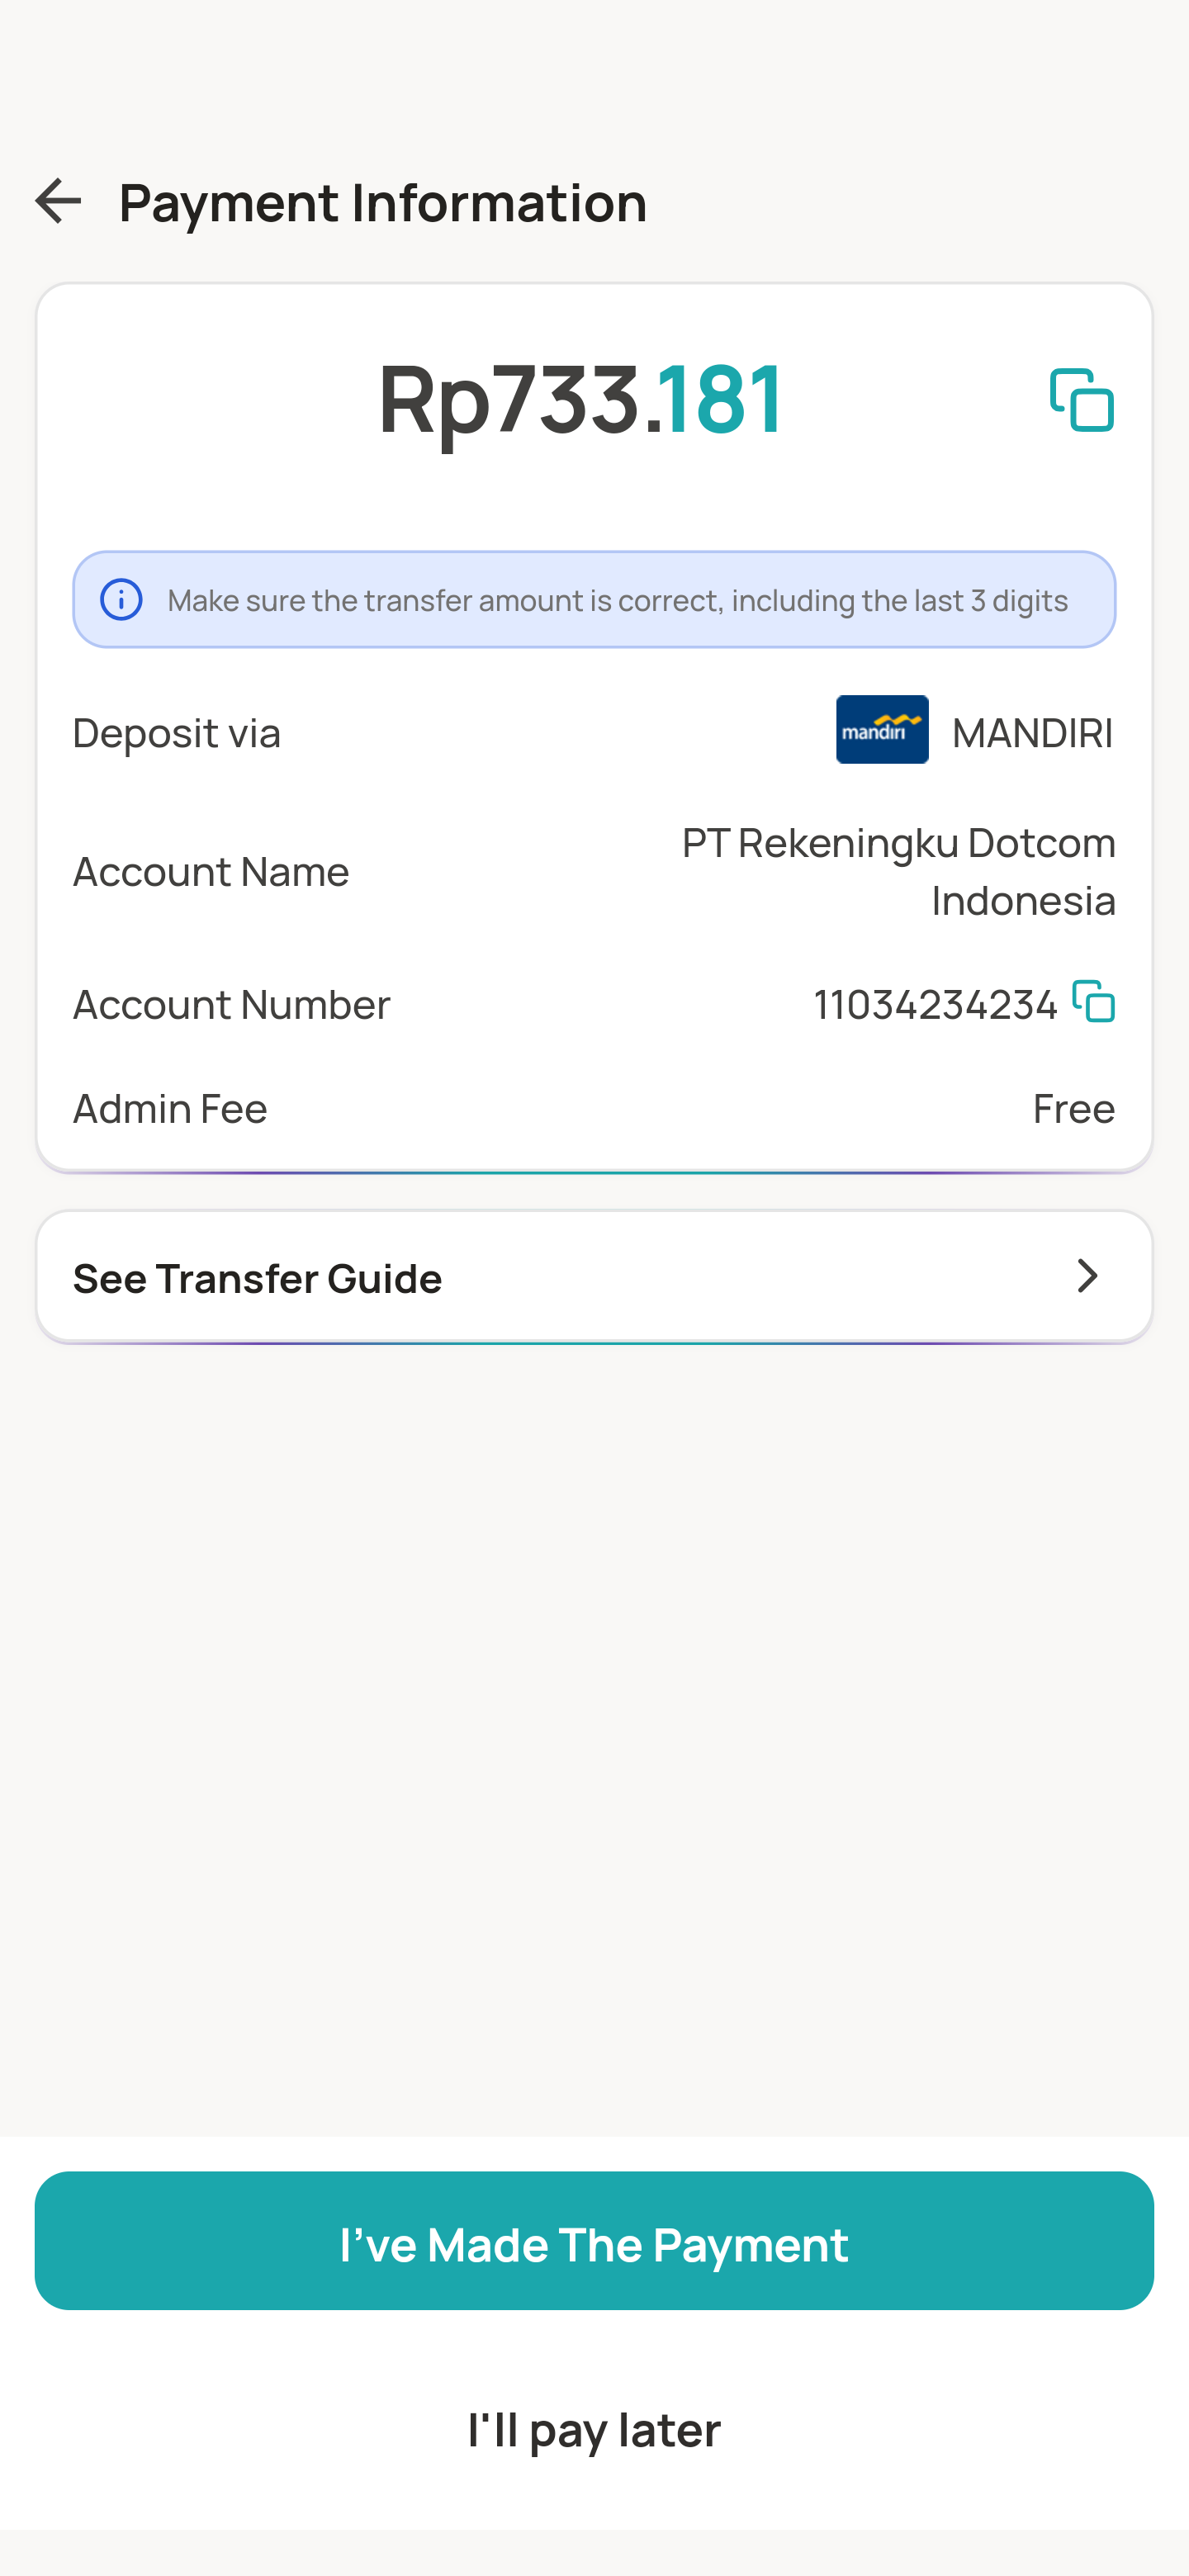 Payment Information
Rp733.181
Make sure the transfer amount is correct, including the last 3 digits
Deposit via
mandiri MANDIRI
Account Name
PT Rekeningku Dotcom
Indonesia
Account Number
11034234234
Admin Fee
Free
See Transfer Guide
I've Made The Payment
I'll pay later